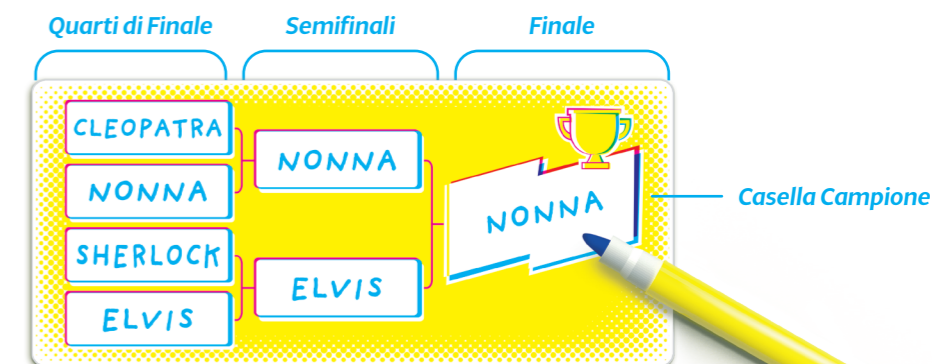 Quarti di Finale
Semifinali
Finale
CLEOPATRA
NONNA
SHERLOCK
ELVIS
NONNA
ELVIS
NONNA
Casella Campione